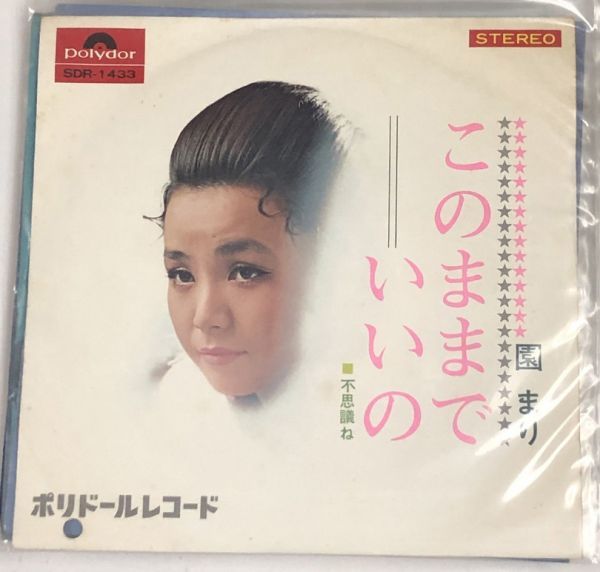 polydor
SDR-1433
STEREO
園まり
このままで
いいの
不思議ね
ポリドールレコード